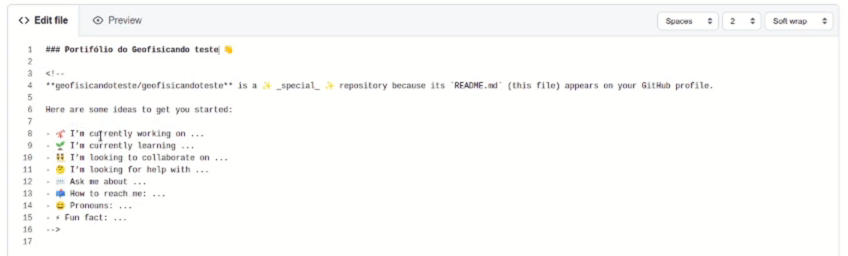 Edit file
Preview
Spaces
2
Soft wrap
1 ### Portifólio do Geofisicando teste 👋
2
3 <!--
4 **geofisicandoteste/geofisicandoteste** is a ✨ _special_ ✨ repository because its `README.md` (this file) appears on your GitHub profile.
5
6 Here are some ideas to get you started:
7
8 - 🔭 I'm currently working on ...
9 - 🌱 I'm currently learning ...
10 - 👯 I'm looking to collaborate on ...
11 - 🤔 I'm looking for help with ...
12 - 💬 Ask me about ...
13 - 📫 How to reach me: ...
14 - 😄 Pronouns: ...
15 - ⚡ Fun fact: ...
16 -->
17